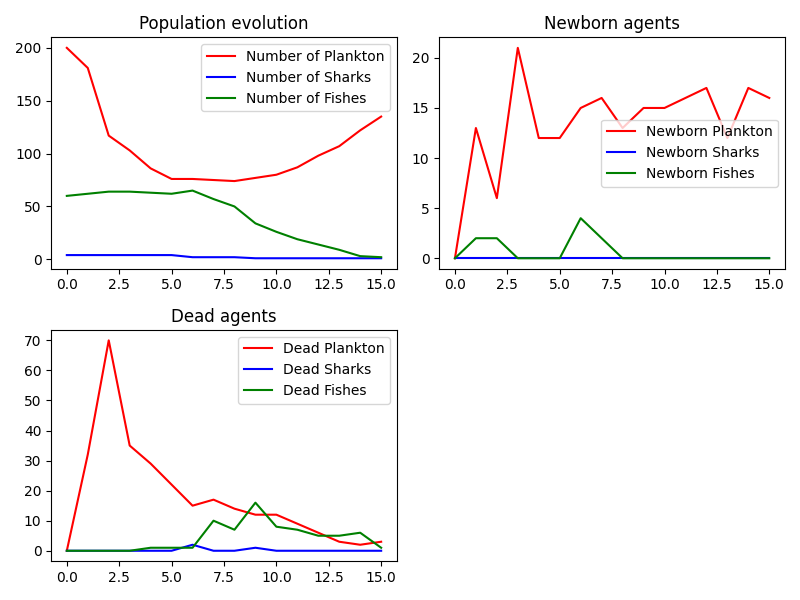 Population evolution
200
150
100
50
0
Number of Plankton
Number of Sharks
Number of Fishes
0.0 2.5 5.0 7.5 10.0 12.5 15.0
Newborn agents
20
15
10
5
0
Newborn Plankton
Newborn Sharks
Newborn Fishes
0.0 2.5 5.0 7.5 10.0 12.5 15.0
Dead agents
70
60
50
40
30
20
10
0
Dead Plankton
Dead Sharks
Dead Fishes
0.0 2.5 5.0 7.5 10.0 12.5 15.0